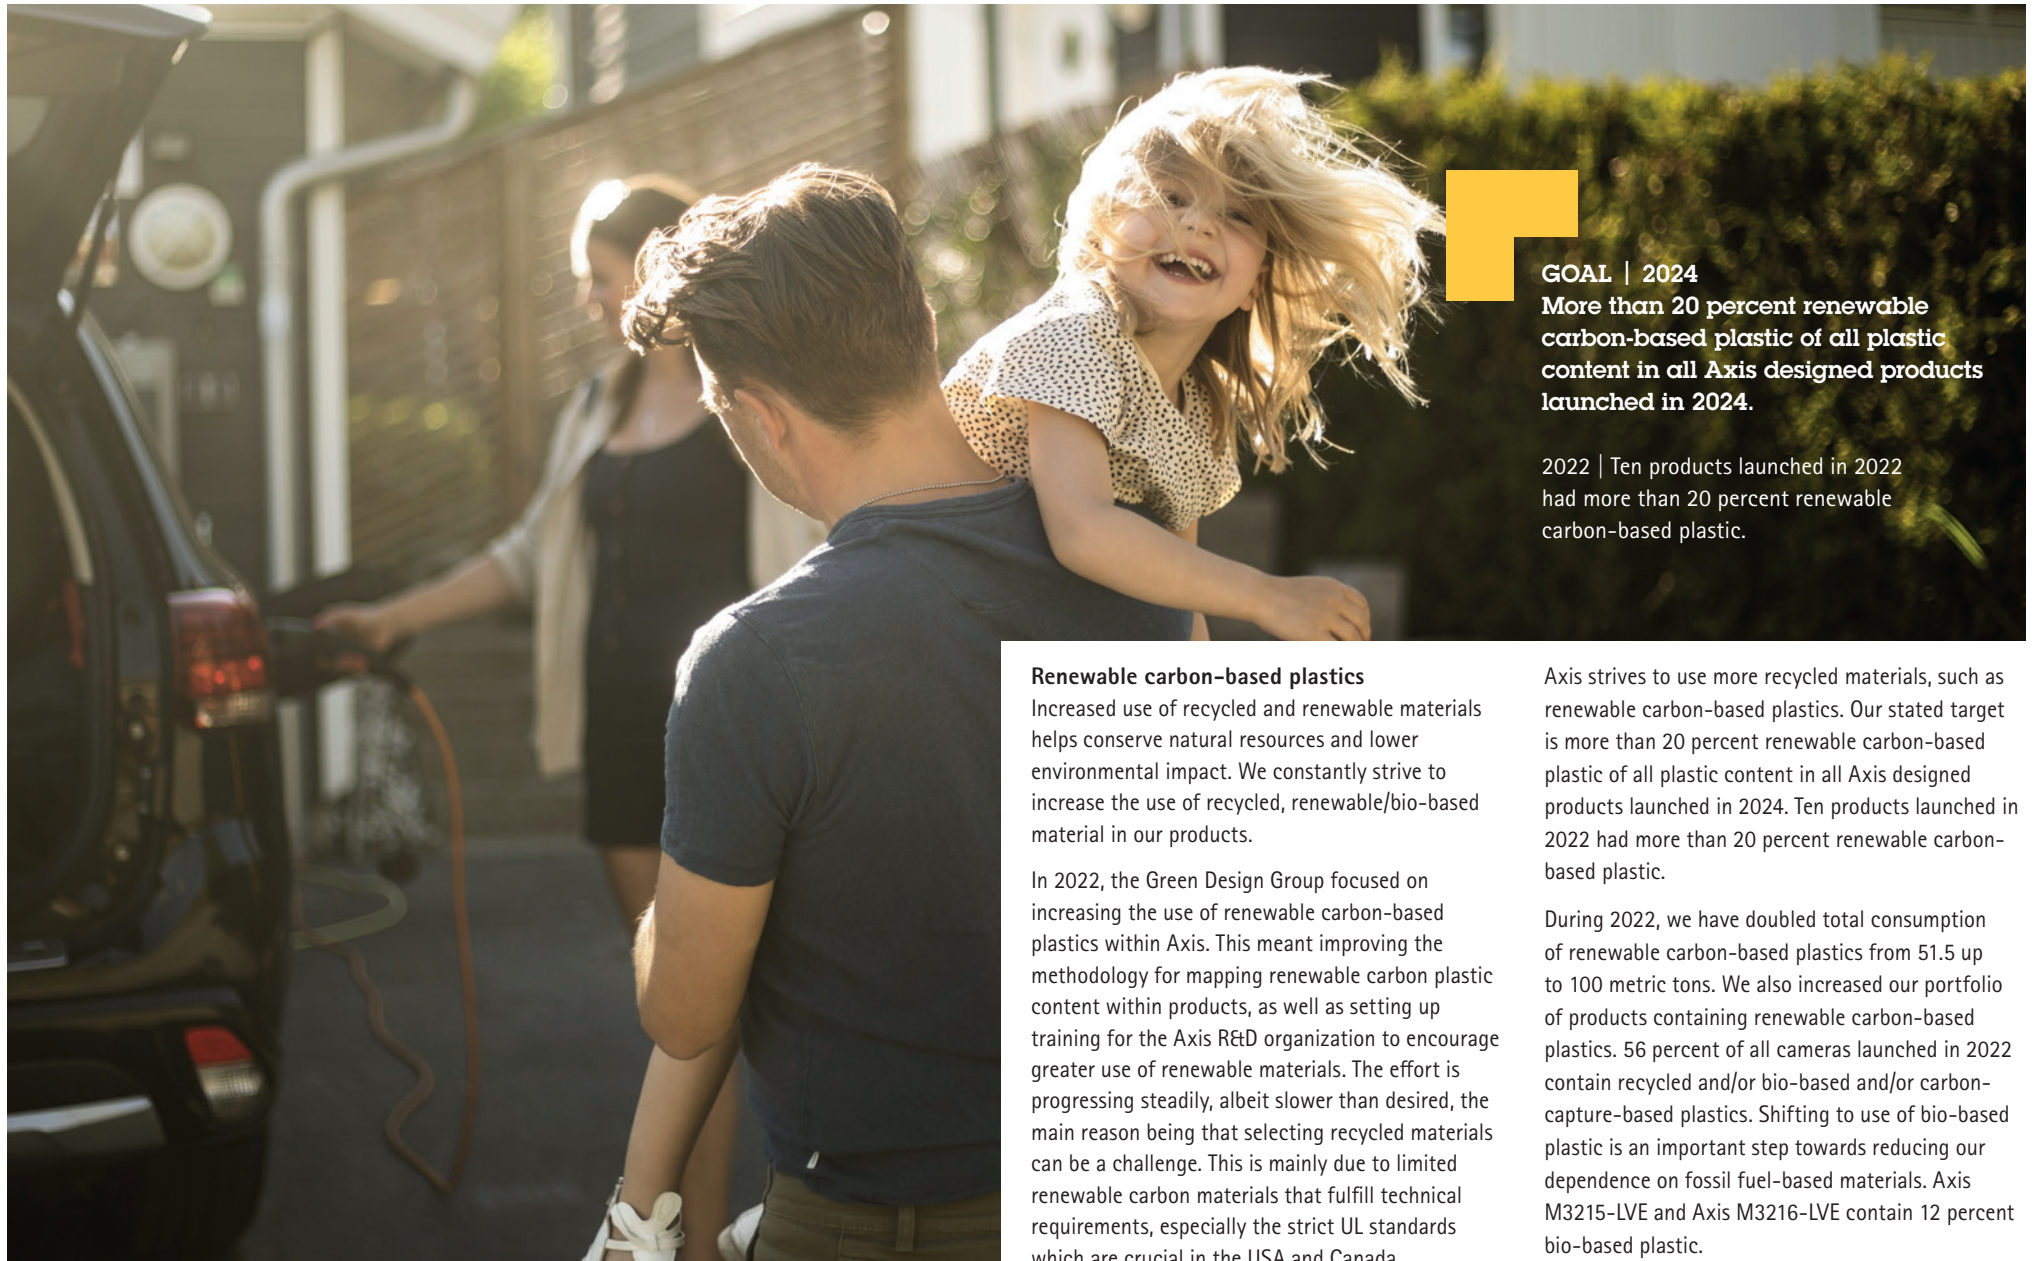 GOAL | 2024
More than 20 percent renewable
carbon-based plastic of all plastic
content in all Axis designed products
launched in 2024.
2022 | Ten products launched in 2022
had more than 20 percent renewable
carbon-based plastic.
Renewable carbon-based plastics
Increased use of recycled and renewable materials
helps conserve natural resources and lower
environmental impact. We constantly strive to
increase the use of recycled, renewable/bio-based
material in our products.
In 2022, the Green Design Group focused on
increasing the use of renewable carbon-based
plastics within Axis. This meant improving the
methodology for mapping renewable carbon plastic
content within products, as well as setting up
training for the Axis R&D organization to encourage
greater use of renewable materials. The effort is
progressing steadily, albeit slower than desired, the
main reason being that selecting recycled materials
can be a challenge. This is mainly due to limited
renewable carbon materials that fulfill technical
requirements, especially the strict UL standards
which are crucial in the USA and Canada.
Axis strives to use more recycled materials, such as
renewable carbon-based plastics. Our stated target
is more than 20 percent renewable carbon-based
plastic of all plastic content in all Axis designed
products launched in 2024. Ten products launched in
2022 had more than 20 percent renewable carbon-
based plastic.
During 2022, we have doubled total consumption
of renewable carbon-based plastics from 51.5 up
to 100 metric tons. We also increased our portfolio
of products containing renewable carbon-based
plastics. 56 percent of all cameras launched in 2022
contain recycled and/or bio-based and/or carbon-
capture-based plastics. Shifting to use of bio-based
plastic is an important step towards reducing our
dependence on fossil fuel-based materials. Axis
M3215-LVE and Axis M3216-LVE contain 12 percent
bio-based plastic.